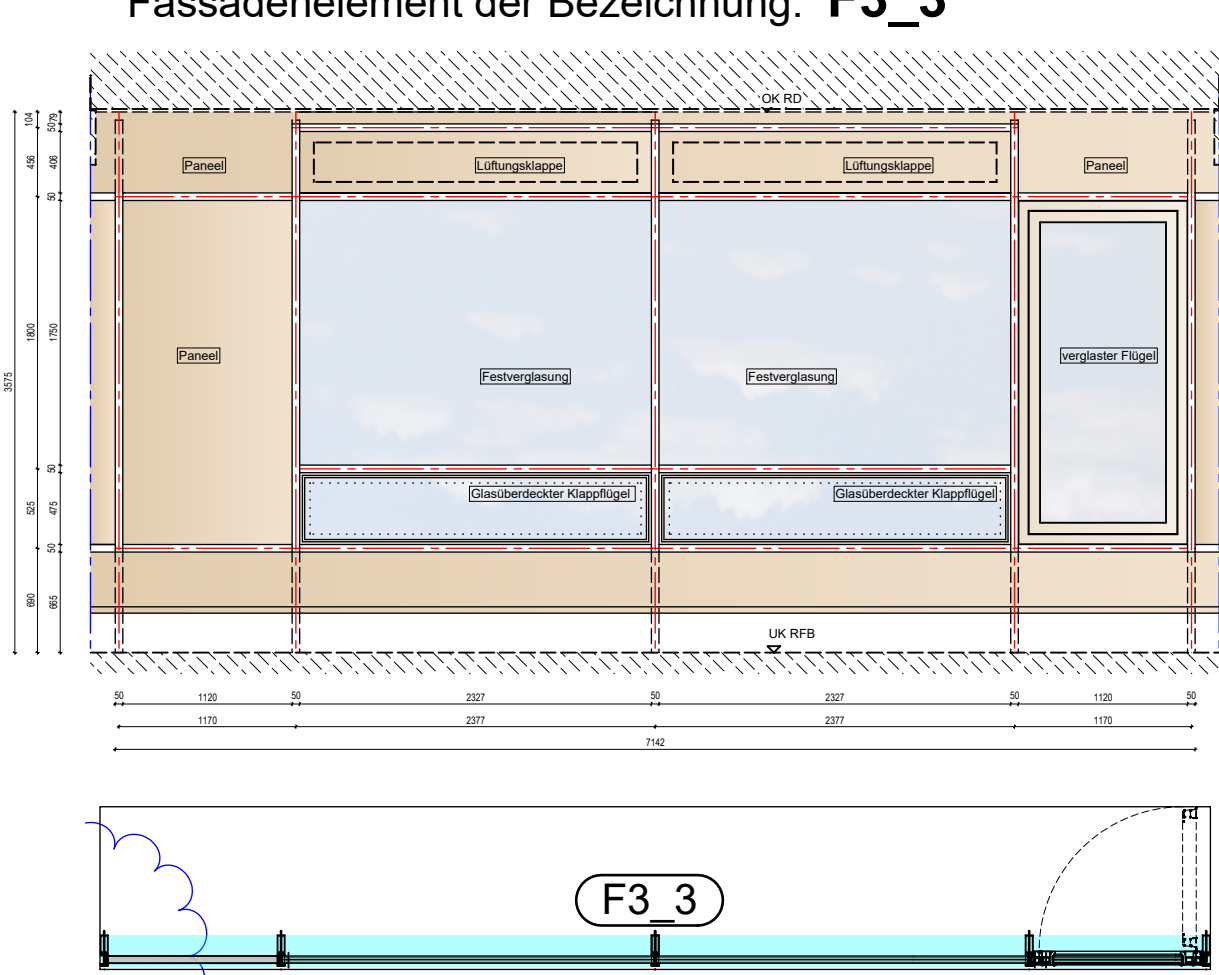 Fassadenelement der Bezeichnung: F3_3
OK RD
Paneel
Lüftungsklappe
Lüftungsklappe
Paneel
Paneel
Festverglasung
Festverglasung
verglaster Flügel
Glasüberdeckter Klappflügel
Glasüberdeckter Klappflügel
UK RFB
3575
104
456
1800
525
690
79
50
406
50
1750
50
475
50
665
50 1120 50 2327 50 2327 50 1120 50
1170 2377 2377 1170
7142
F3_3